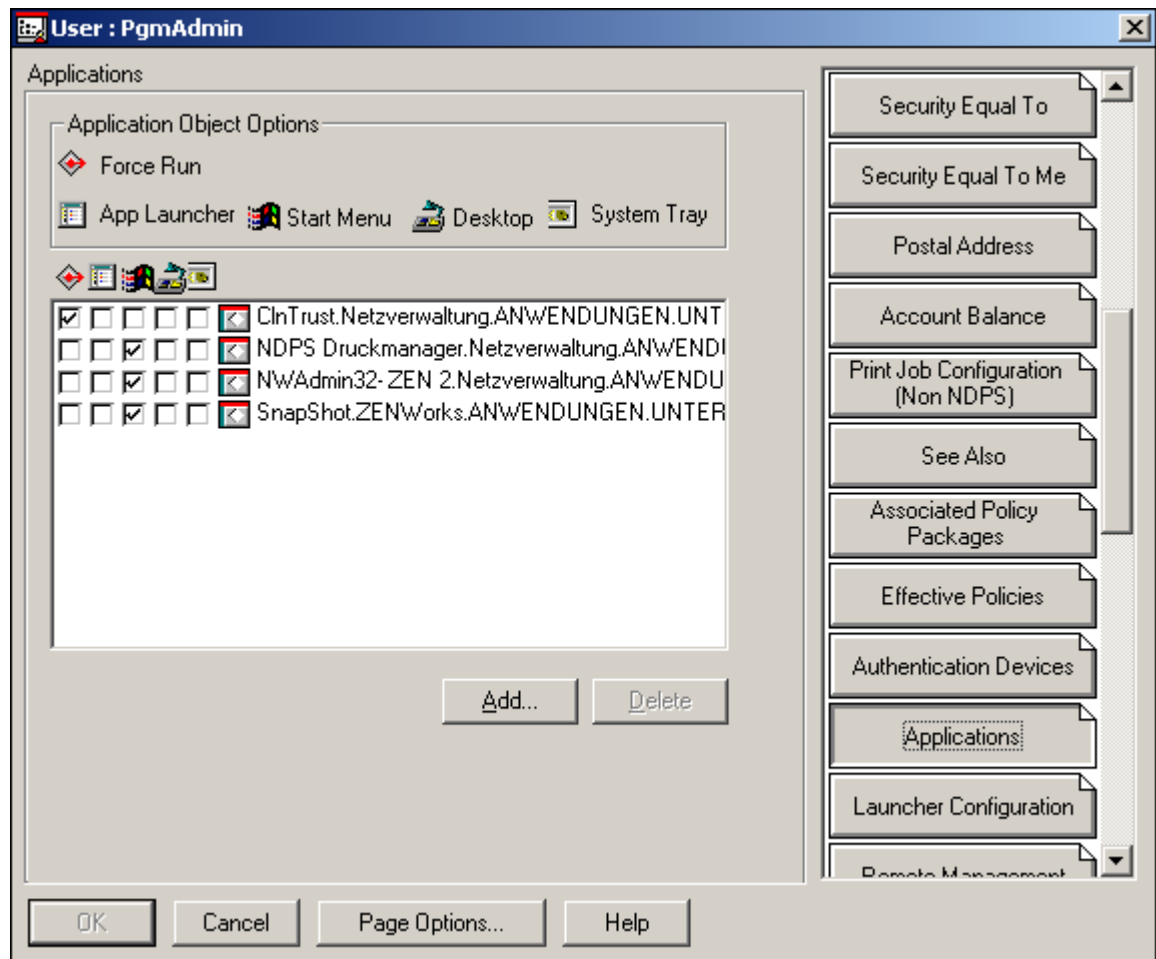 User : PgmAdmin
Applications
Application Object Options
Force Run
App Launcher Start Menu Desktop System Tray
ClnTrust.Netzverwaltung.ANWENDUNGEN.UNT
NDPS Druckmanager.Netzverwaltung.ANWENDU
NWAdmin32- ZEN 2.Netzverwaltung.ANWENDU
SnapShot.ZENWorks.ANWENDUNGEN.UNTER
Add...
Delete
Security Equal To
Security Equal To Me
Postal Address
Account Balance
Print Job Configuration
(Non NDPS)
See Also
Associated Policy
Packages
Effective Policies
Authentication Devices
Applications
Launcher Configuration
Remote Management
OK
Cancel
Page Options...
Help